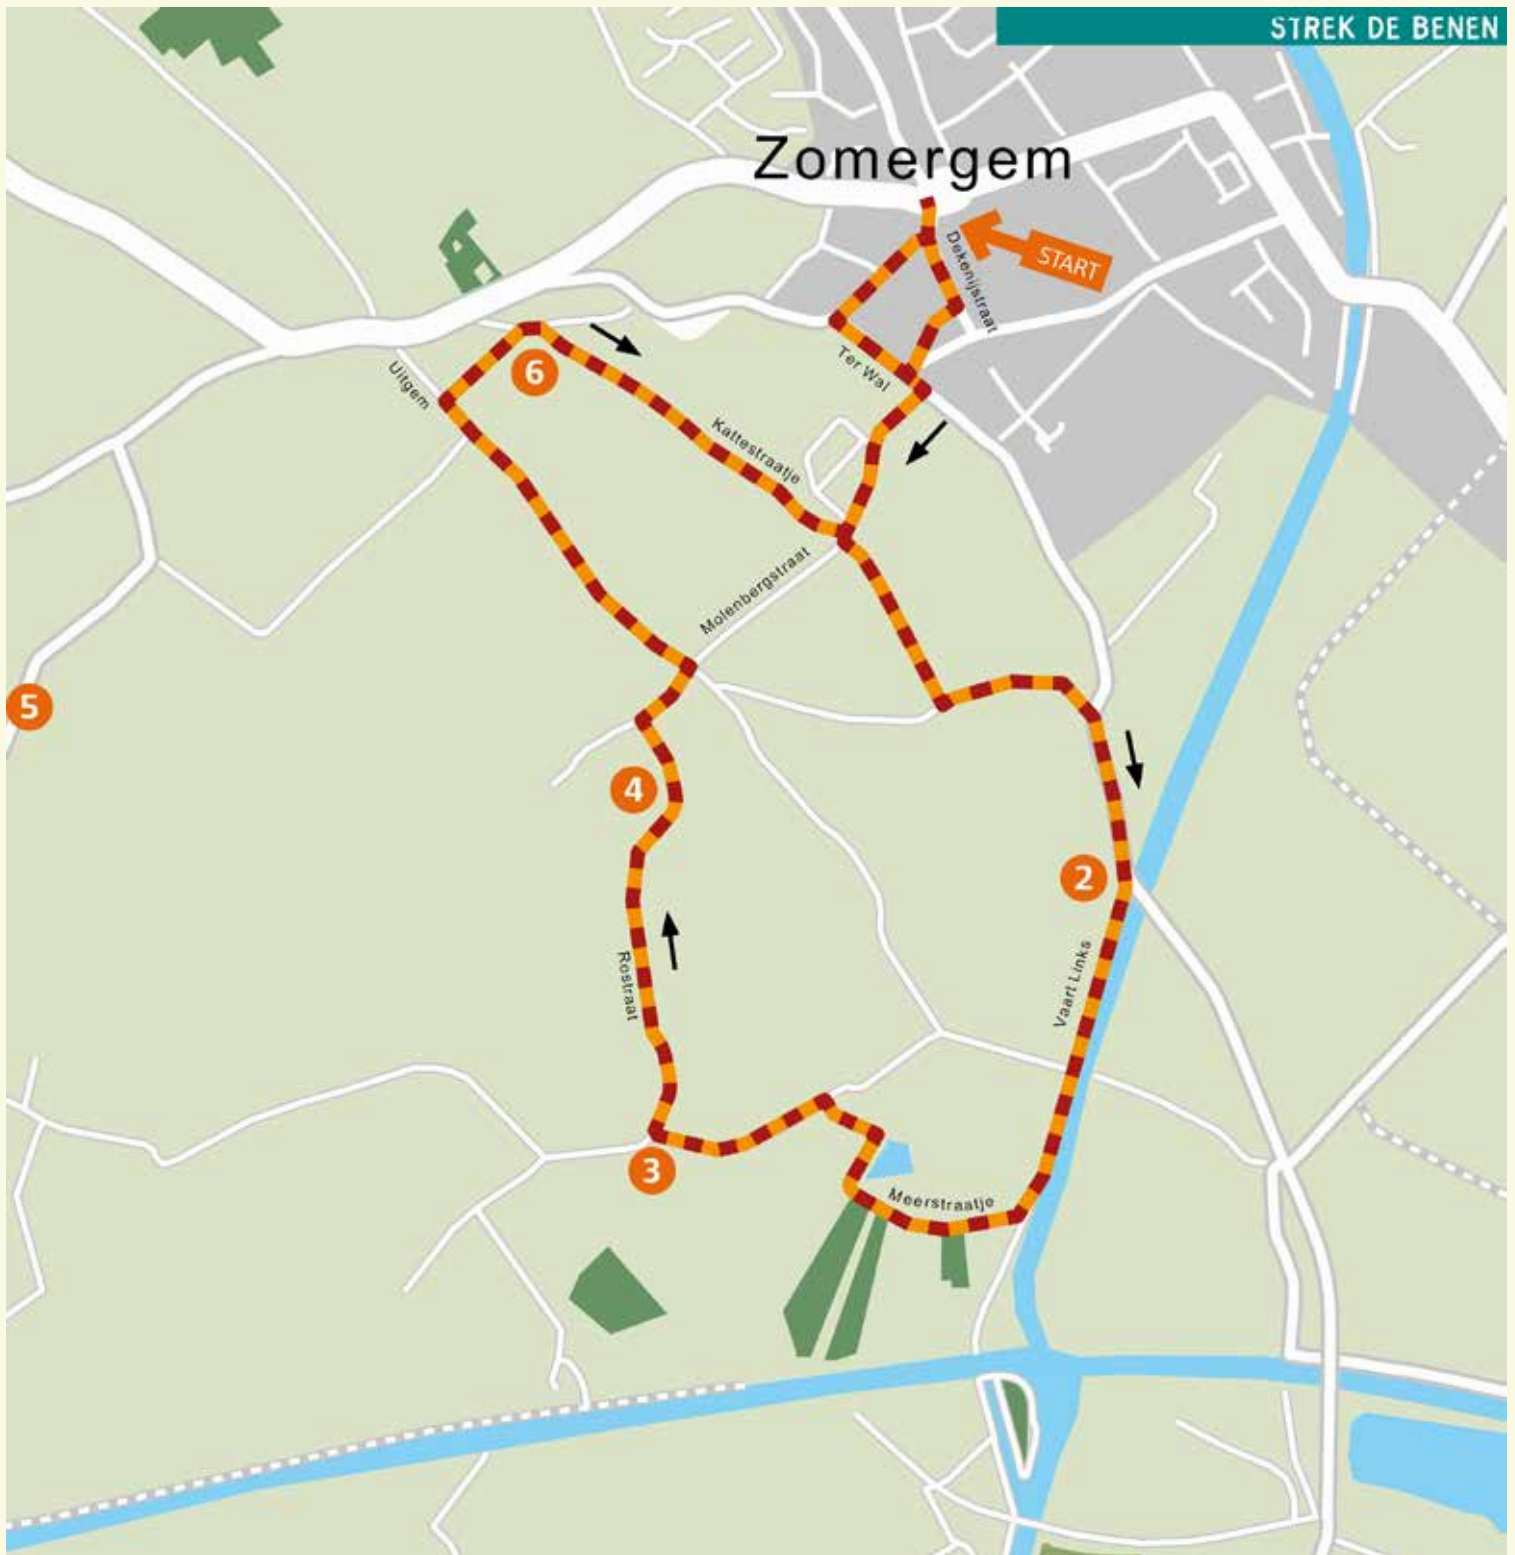 STREK DE BENEN
Zomergem
START
Dekenijstraat
Ter Wal
6
Uitgem
Kattestraatje
Molenbergstraat
5
4
2
Rostraat
Vaart Links
3
Meerstraatje